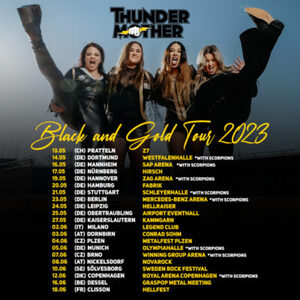 THUNDER
MOTHER
Black and Gold Tour 2023
13.05 (CH) PRATTELN Z7
14.05 (DE) DORTMUND WESTFALENHALLE *WITH SCORPIONS
16.05 (DE) MANNHEIM SAP ARENA *WITH SCORPIONS
17.05 (DE) NÜRNBERG HIRSCH
19.05 (DE) HANNOVER ZAG ARENA *WITH SCORPIONS
20.05 (DE) HAMBURG FABRIK
21.05 (DE) STUTTGART SCHLEYERHALLE *WITH SCORPIONS
23.05 (DE) BERLIN MERCEDES-BENZ ARENA *WITH SCORPIONS
24.05 (DE) LEIPZIG HELLRAISER
25.05 (DE) OBERTRAUBLING AIRPORT EVENTHALL
27.05 (DE) KAISERSLAUTERN KAMMGARN
02.06 (IT) MILANO LEGEND CLUB
03.06 (AT) DORNBIRN CONRAD SOHM
04.06 (CZ) PLZEN METALFEST PLZEN
05.06 (DE) MUNICH OLYMPIAHALLE *WITH SCORPIONS
07.06 (CZ) BRNO WINNING GROUP ARENA *WITH SCORPIONS
08.06 (AT) NICKELSDORF NOVAROCK
10.06 (SE) SÖLVESBORG SWEDEN ROCK FESTIVAL
12.06 (DK) COPENHAGEN ROYAL ARENA COPENHAGEN *WITH SCORPIONS
16.06 (BE) DESSEL GRASPOP METAL MEETING
18.06 (FR) CLISSON HELLFEST